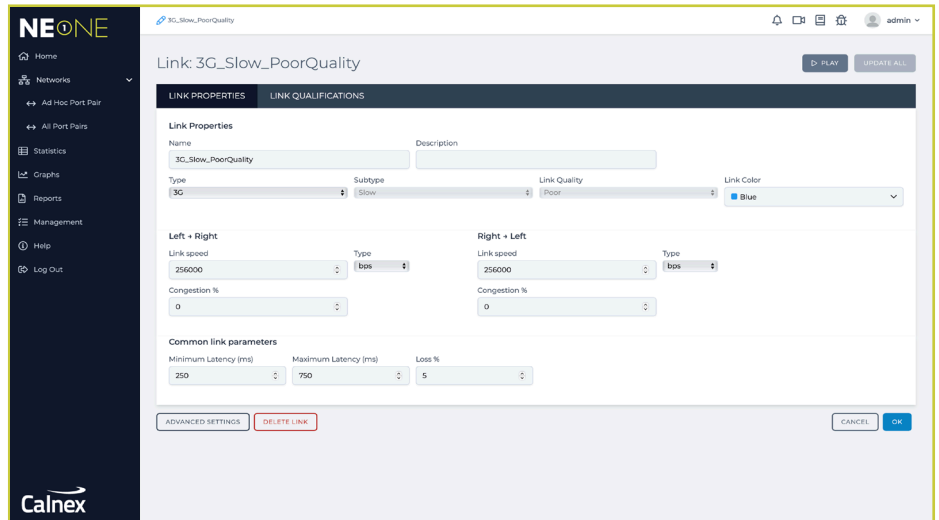 NE1NE
3G_Slow_PoorQuality
admin
Home
Networks
Ad Hoc Port Pair
All Port Pairs
Statistics
Graphs
Reports
Management
Help
Log Out
Calnex
Link: 3G_Slow_PoorQuality
PLAY UPDATE ALL
LINK PROPERTIES LINK QUALIFICATIONS
Link Properties
Name Description
3G_Slow_PoorQuality
Type Subtype Link Quality Link Color
3G Slow Poor Blue
Left → Right Right → Left
Link speed Type Link speed Type
256000 bps 256000 bps
Congestion % Congestion %
0 0
Common link parameters
Minimum Latency (ms) Maximum Latency (ms) Loss %
250 750 5
ADVANCED SETTINGS DELETE LINK CANCEL OK